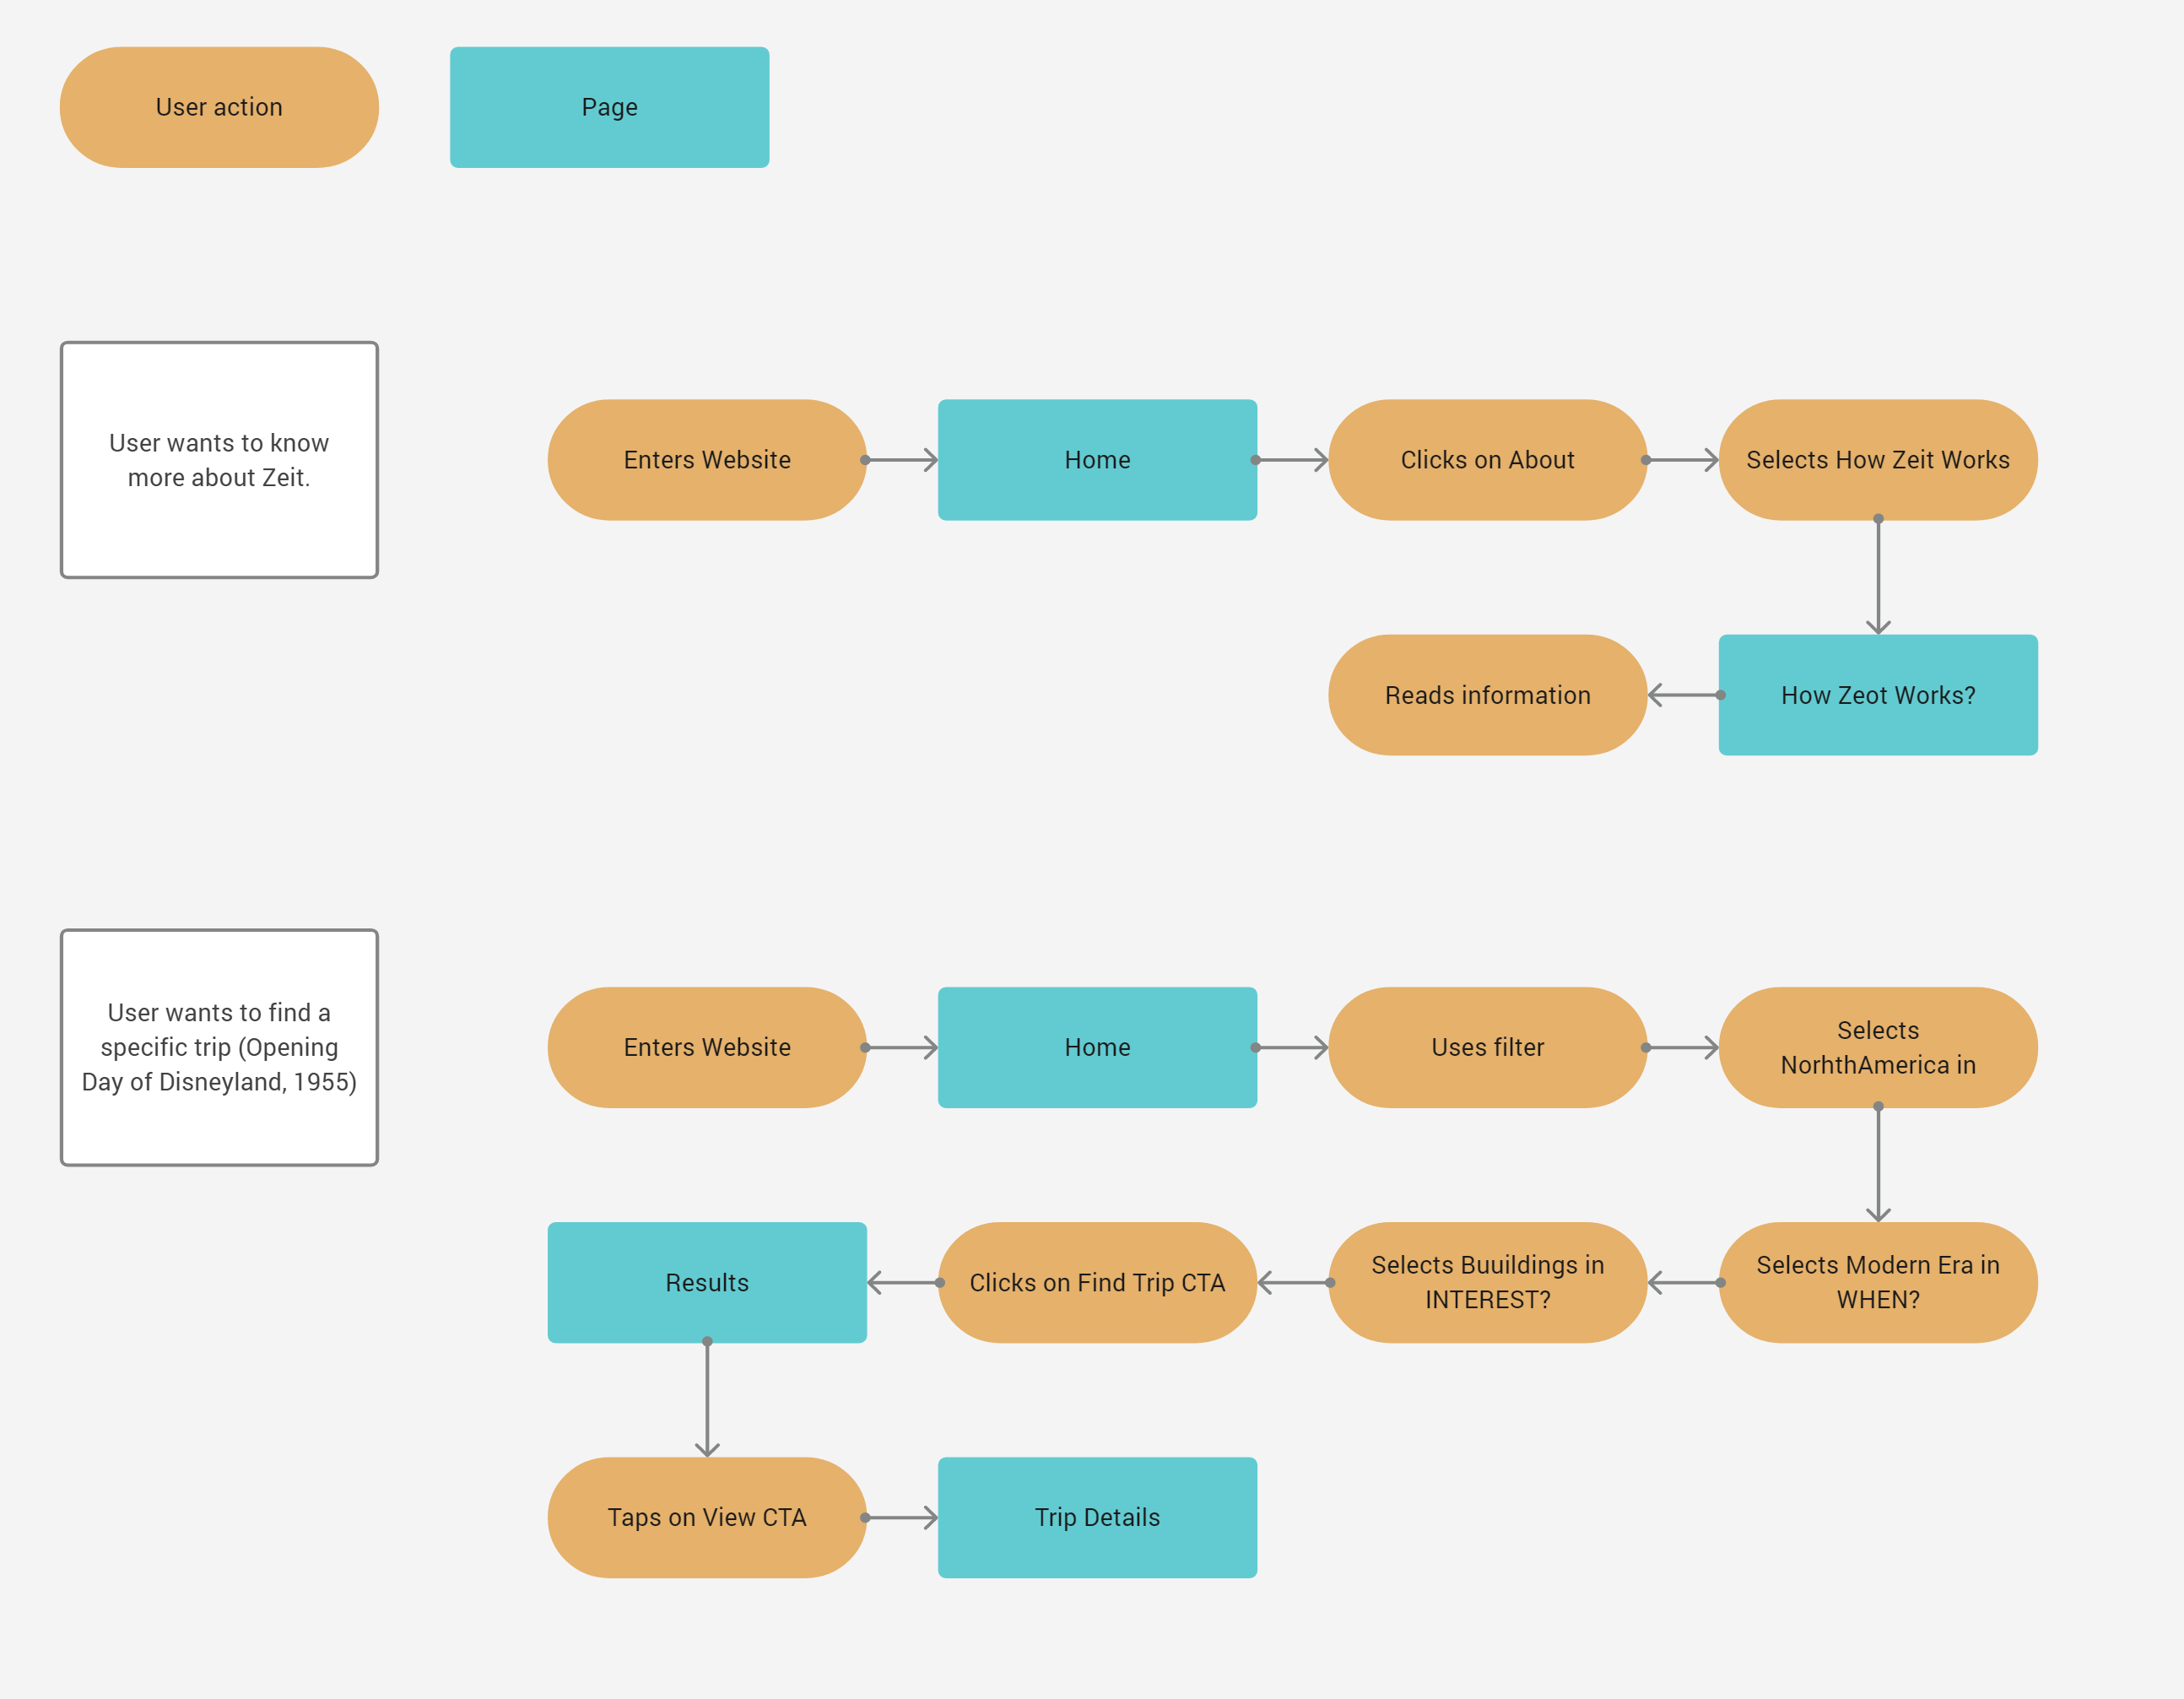 User action
Page
User wants to know
more about Zeit.
Enters Website
Home
Clicks on About
Selects How Zeit Works
Reads information
How Zeot Works?
User wants to find a
specific trip (Opening
Day of Disneyland, 1955)
Enters Website
Home
Uses filter
Selects
NorhthAmerica in
Results
Clicks on Find Trip CTA
Selects Buuildings in
INTEREST?
Selects Modern Era in
WHEN?
Taps on View CTA
Trip Details